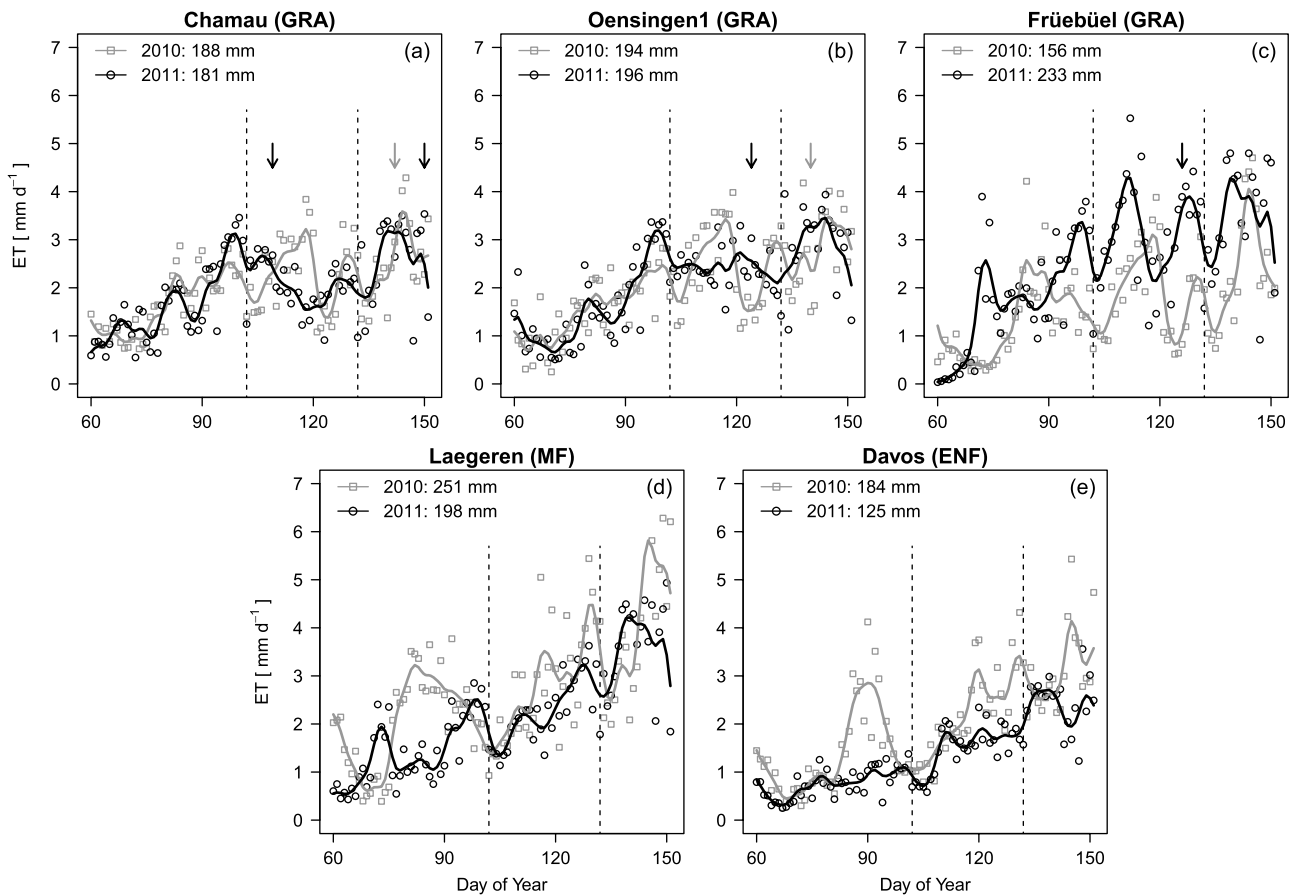 Chamau (GRA)
2010: 188 mm
2011: 181 mm
(a)
7
6
5
4
3
2
1
0
ET [ mm d⁻¹ ]
60 90 120 150
Oensingen1 (GRA)
2010: 194 mm
2011: 196 mm
(b)
7
6
5
4
3
2
1
0
60 90 120 150
Früebüel (GRA)
2010: 156 mm
2011: 233 mm
(c)
7
6
5
4
3
2
1
0
60 90 120 150
Laegeren (MF)
2010: 251 mm
2011: 198 mm
(d)
7
6
5
4
3
2
1
0
ET [ mm d⁻¹ ]
60 90 120 150
Day of Year
Davos (ENF)
2010: 184 mm
2011: 125 mm
(e)
7
6
5
4
3
2
1
0
60 90 120 150
Day of Year